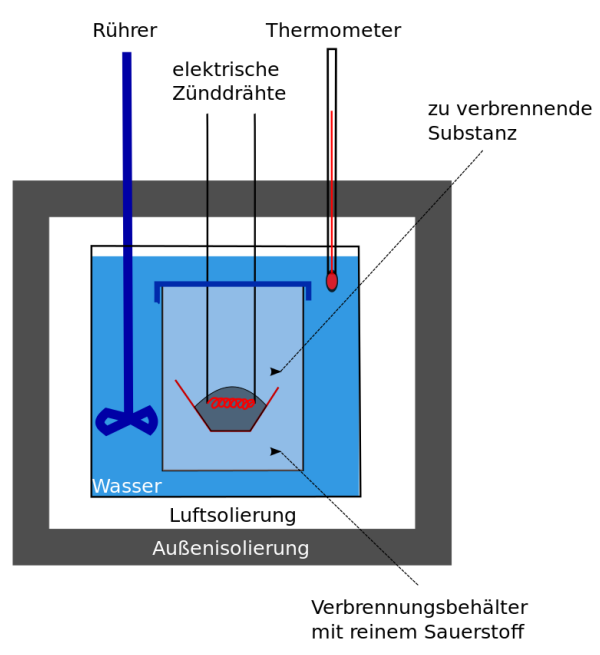 Rührer
Thermometer
elektrische
Zünddrähte
zu verbrennende
Substanz
Wasser
Luftsolierung
Außenisolierung
Verbrennungsbehälter
mit reinem Sauerstoff